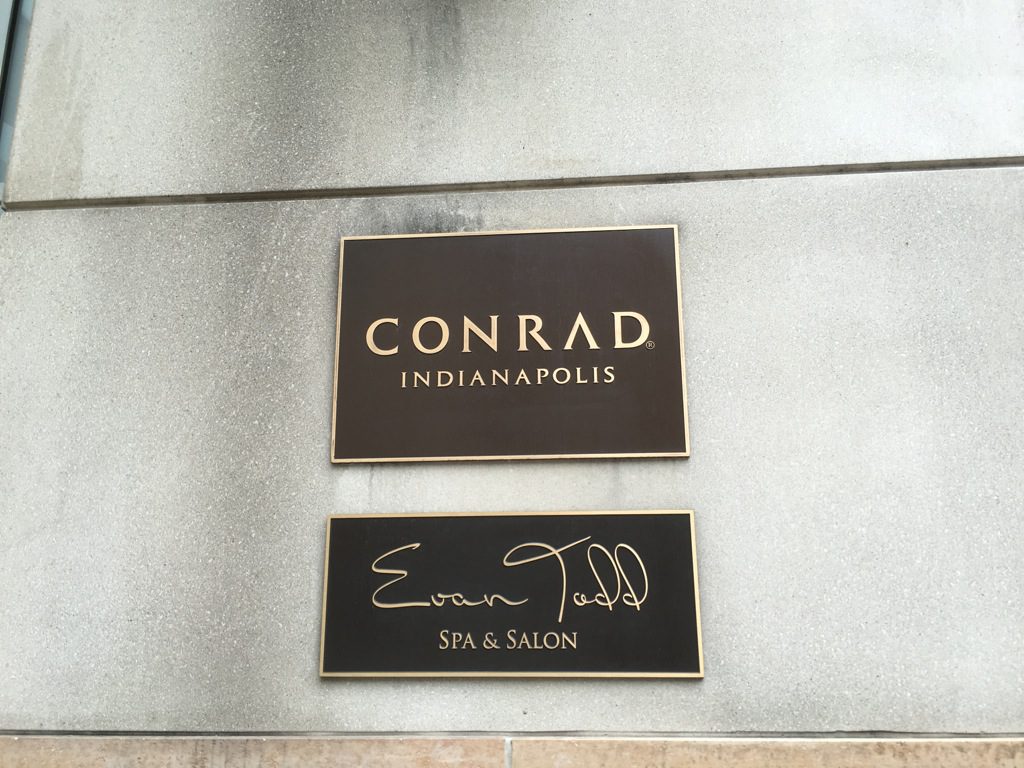 CONRAD®
INDIANAPOLIS
Evan Todd
SPA & SALON